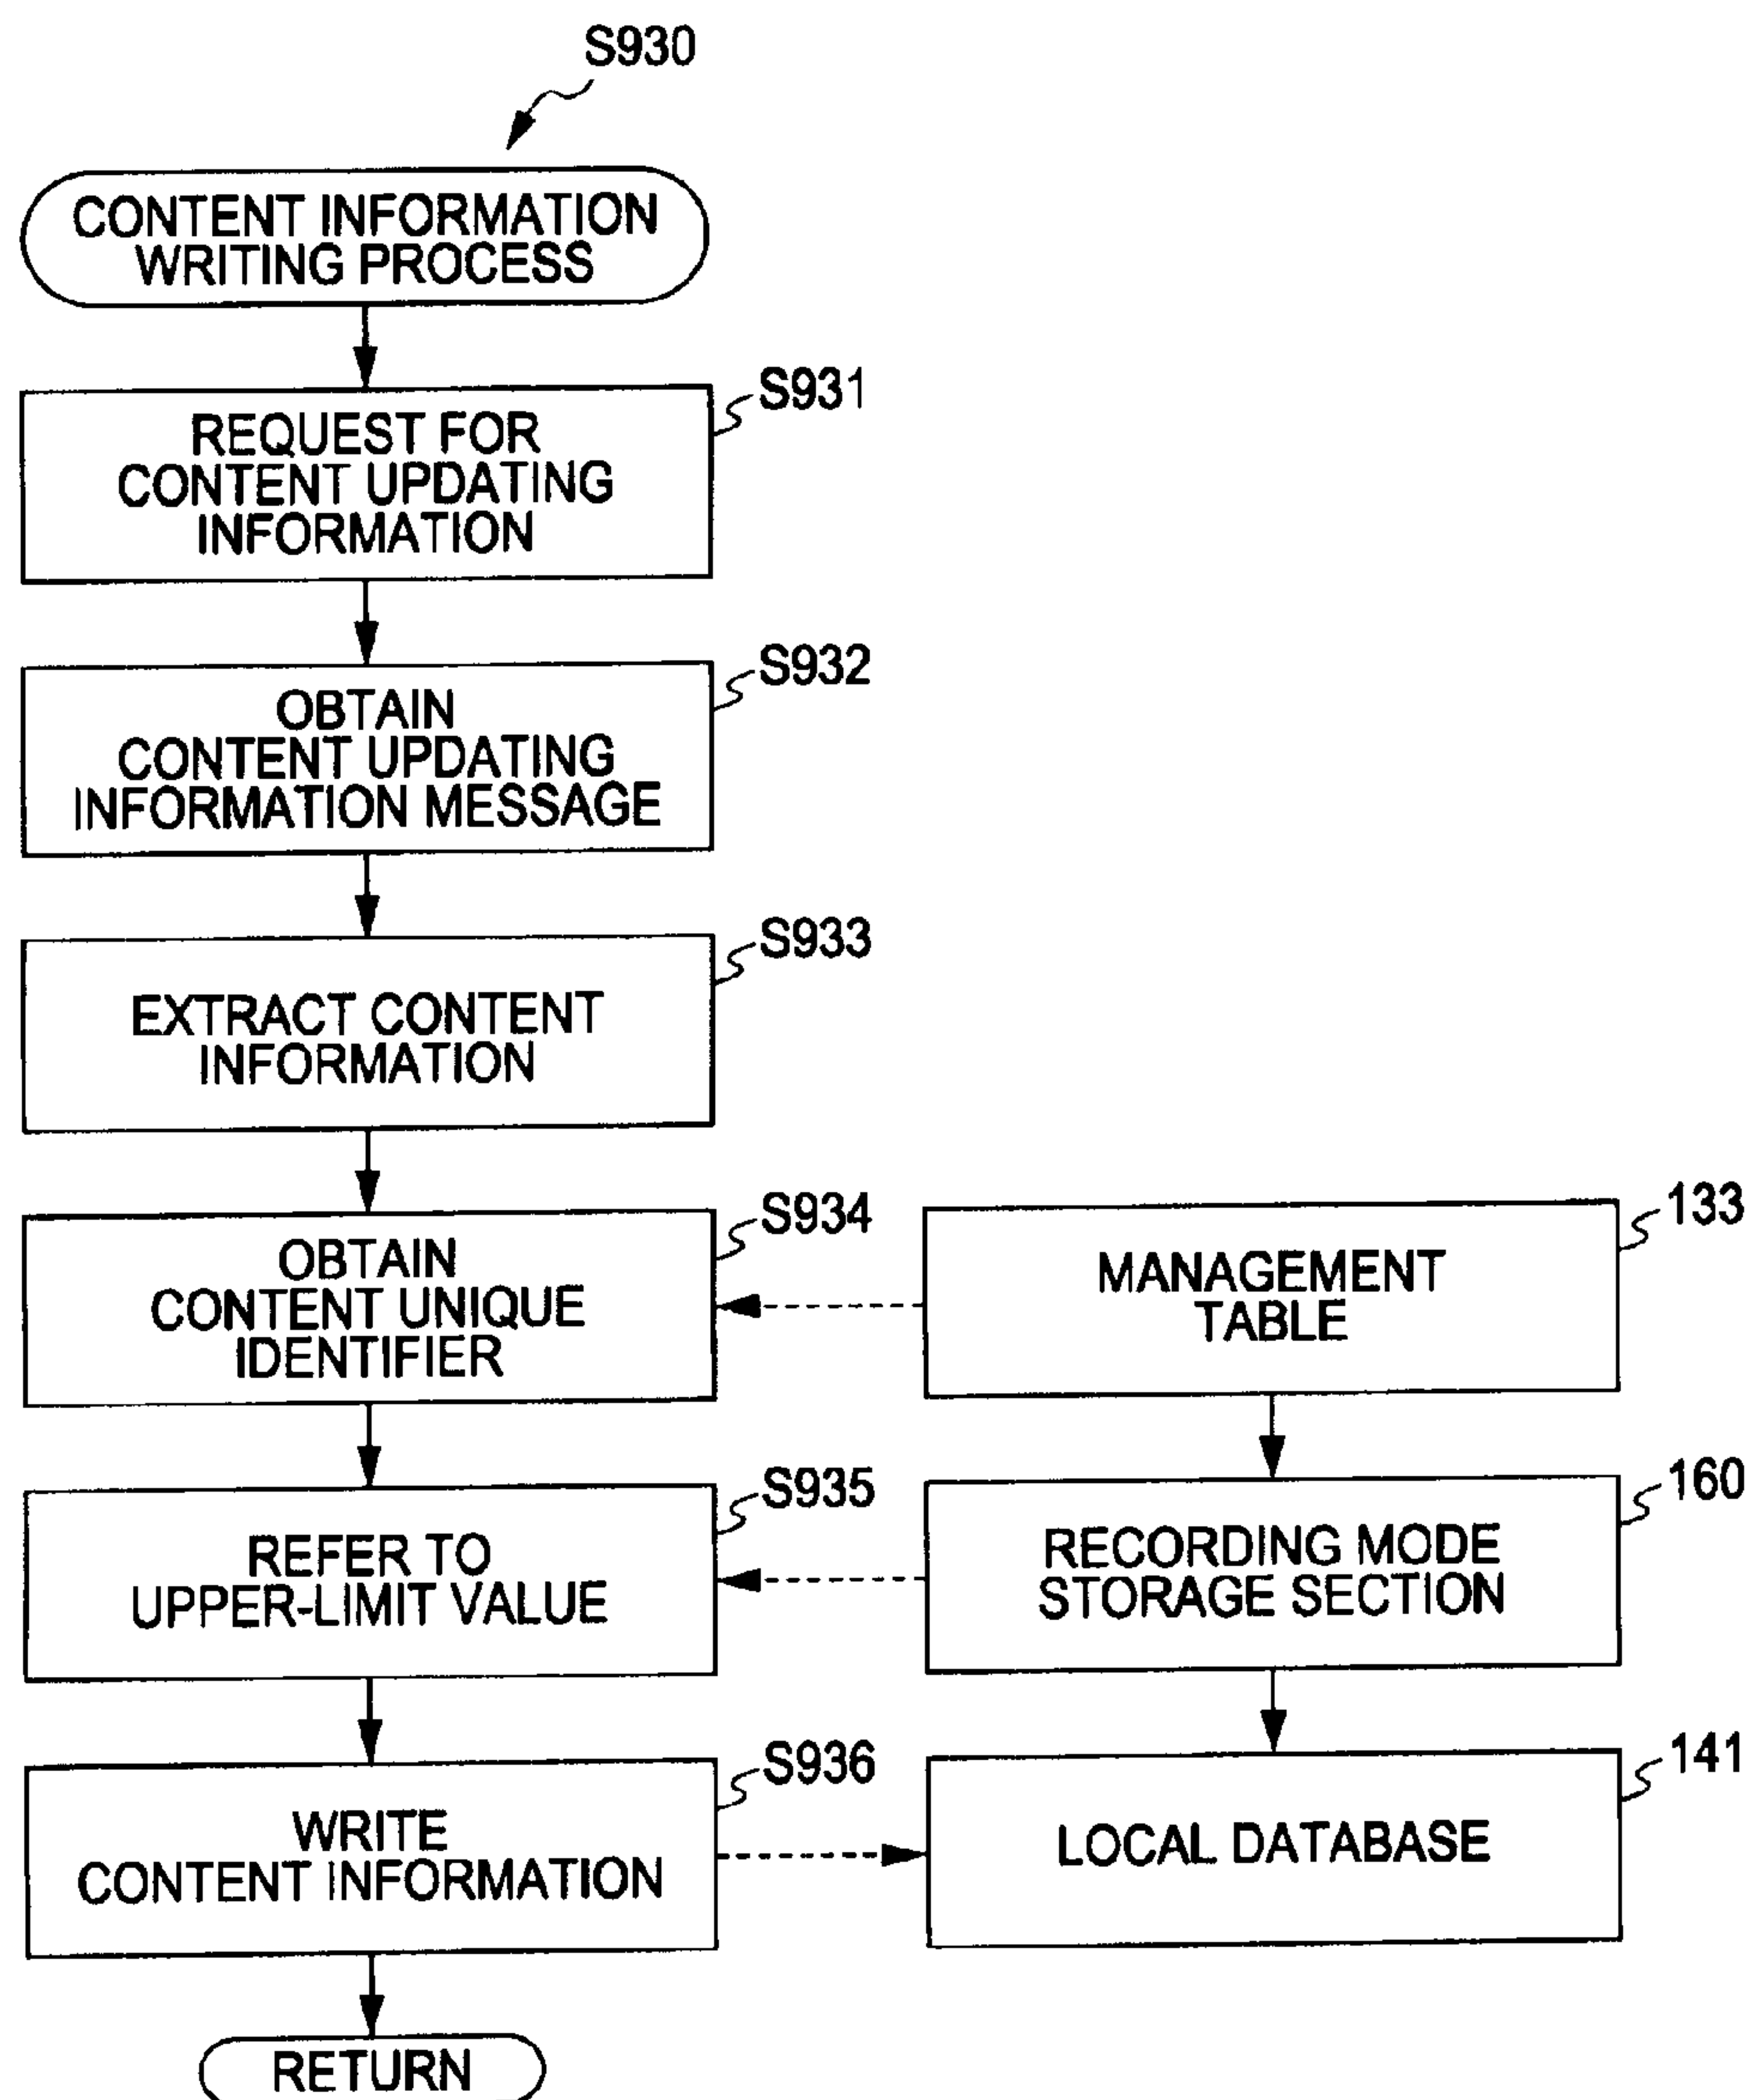 S930
CONTENT INFORMATION
WRITING PROCESS
S931
REQUEST FOR
CONTENT UPDATING
INFORMATION
S932
OBTAIN
CONTENT UPDATING
INFORMATION MESSAGE
S933
EXTRACT CONTENT
INFORMATION
S934
OBTAIN
CONTENT UNIQUE
IDENTIFIER
133
MANAGEMENT
TABLE
S935
REFER TO
UPPER-LIMIT VALUE
160
RECORDING MODE
STORAGE SECTION
S936
WRITE
CONTENT INFORMATION
141
LOCAL DATABASE
RETURN